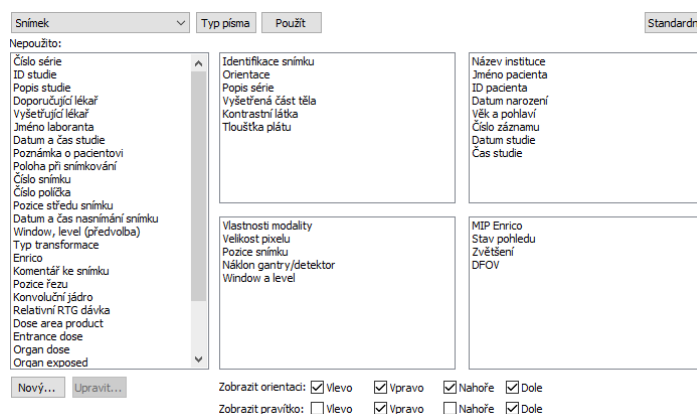 Snímek Typ písma Použít Standardn
Nepoužito:
Číslo série
ID studie
Popis studie
Doporučující lékař
Vyšetřující lékař
Jméno laboranta
Datum a čas studie
Poznámka o pacientovi
Poloha při snímkování
Číslo snímku
Číslo políčka
Pozice středu snímku
Datum a čas nasnímání snímku
Window, level (předvolba)
Typ transformace
Enrico
Komentář ke snímku
Pozice řezu
Konvoluční jádro
Relativní RTG dávka
Dose area product
Entrance dose
Organ dose
Organ exposed
Identifikace snímku
Orientace
Popis série
Vyšetřená část těla
Kontrastní látka
Tloušťka plátu
Název instituce
Jméno pacienta
ID pacienta
Datum narození
Věk a pohlaví
Číslo záznamu
Datum studie
Čas studie
Vlastnosti modality
Velikost pixelu
Pozice snímku
Náklon gantry/detektor
Window a level
MIP Enrico
Stav pohledu
Zvětšení
DFOV
Nový... Upravit...
Zobrazit orientaci: Vlevo Vpravo Nahoře Dole
Zobrazit pravítko: Vlevo Vpravo Nahoře Dole